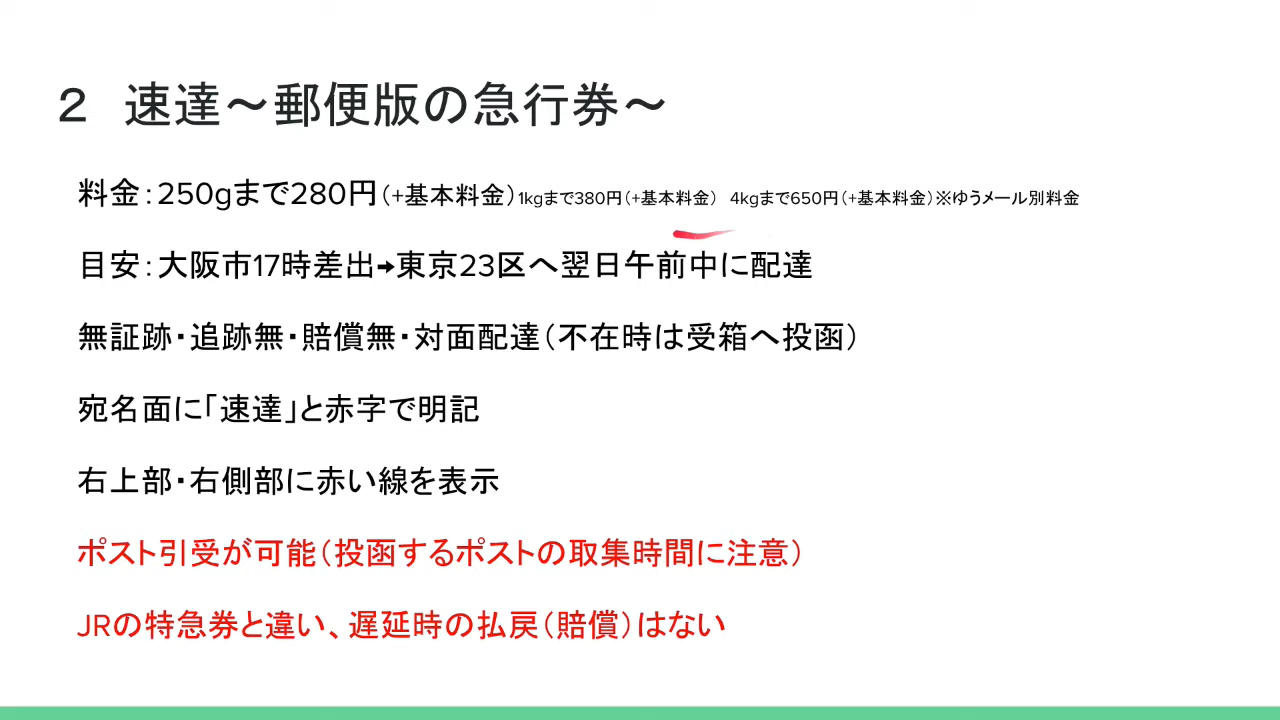 ２　速達～郵便版の急行券～
料金：250gまで280円（+基本料金）1kgまで380円（+基本料金）　4kgまで650円（+基本料金）※ゆうメール別料金
目安：大阪市17時差出➡東京23区へ翌日午前中に配達
無証跡・追跡無・賠償無・対面配達（不在時は受箱へ投函）
宛名面に「速達」と赤字で明記
右上部・右側部に赤い線を表示
ポスト引受が可能（投函するポストの取集時間に注意）
JRの特急券と違い、遅延時の払戻（賠償）はない